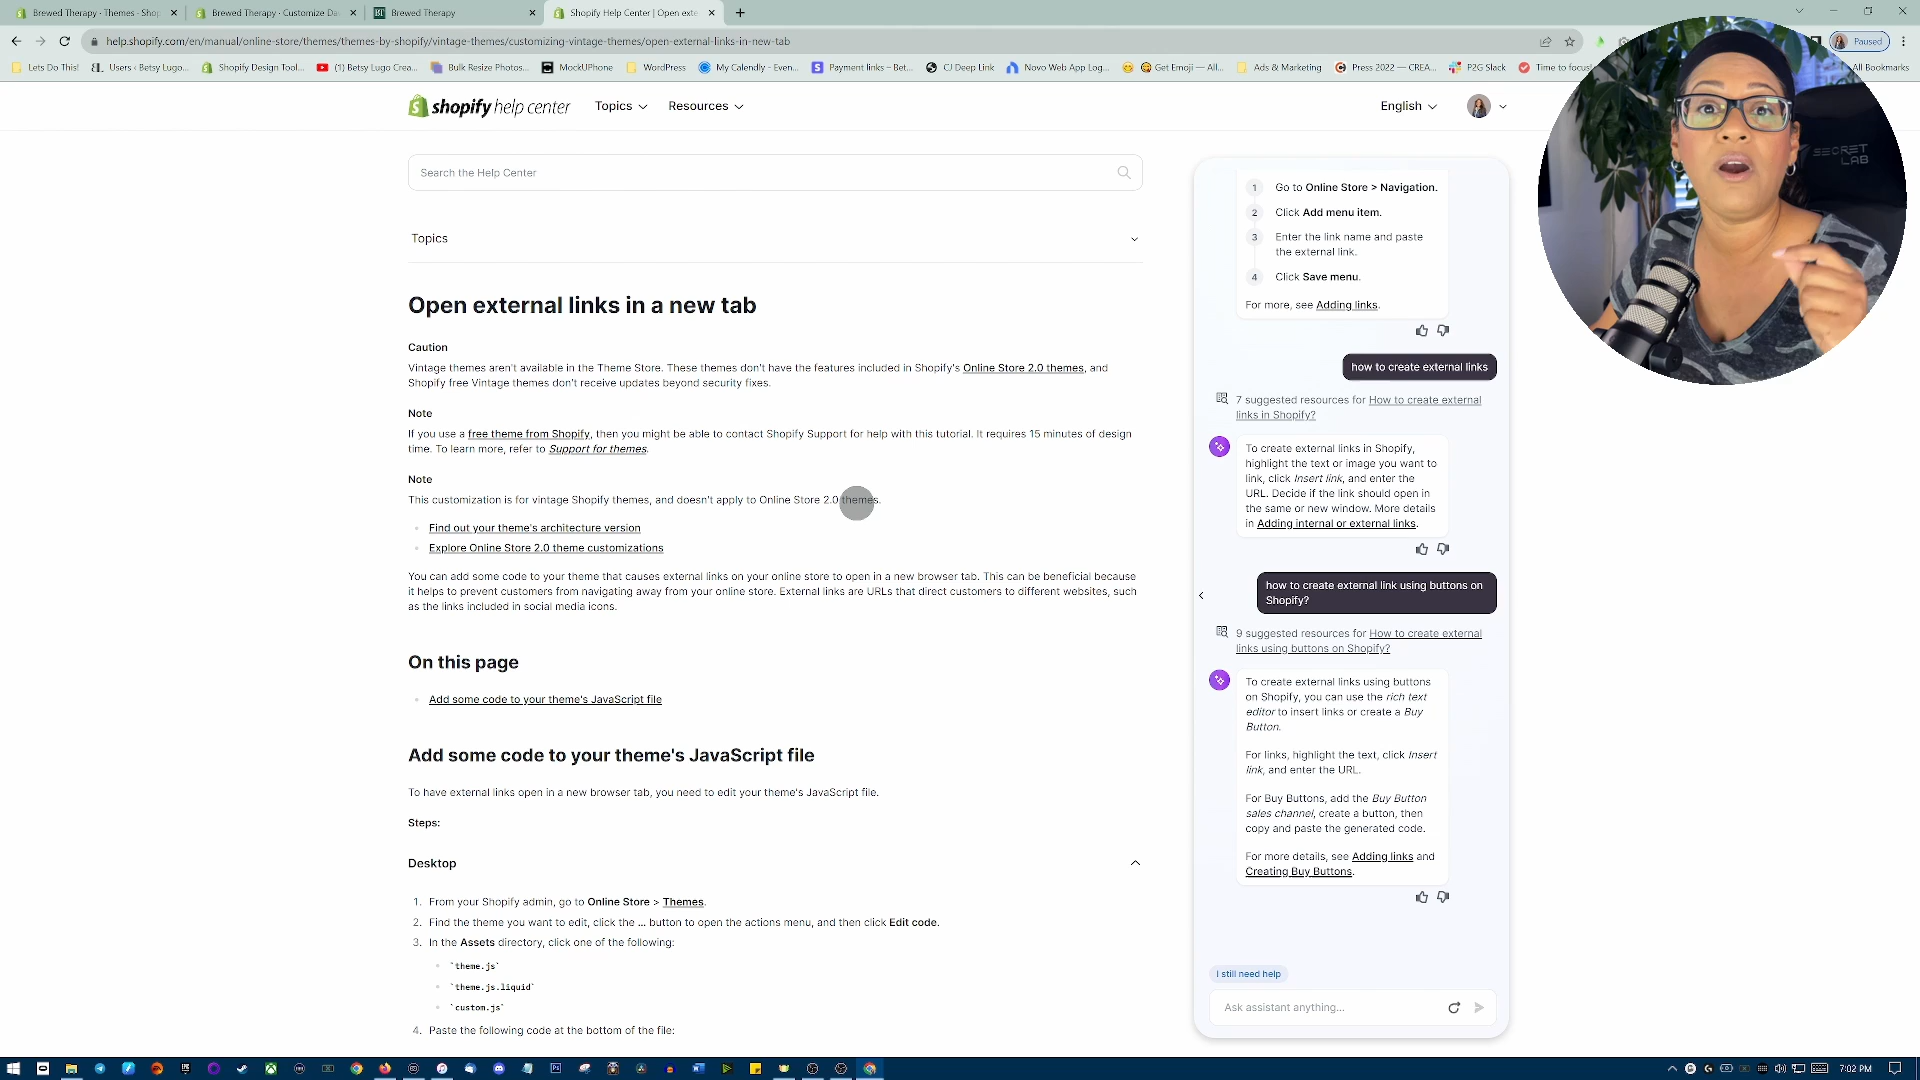 Brewed Therapy · Themes · Shop
Brewed Therapy · Customize Da
Brewed Therapy
Shopify Help Center | Open exte
help.shopify.com/en/manual/online-store/themes/themes-by-shopify/vintage-themes/customizing-vintage-themes/open-external-links-in-new-tab
Paused
Lets Do This!
Users ‹ Betsy Lugo...
Shopify Design Tool...
(1) Betsy Lugo Crea...
Bulk Resize Photos...
MockUPhone
WordPress
My Calendly - Even...
Payment links – Bet...
CJ Deep Link
Novo Web App Log...
Get Emoji — All...
Ads & Marketing
Press 2022 — CREA...
P2G Slack
Time to focus!
All Bookmarks
shopify help center
Topics
Resources
English
SECRET
LAB
Search the Help Center
Topics
Open external links in a new tab
Caution
Vintage themes aren't available in the Theme Store. These themes don't have the features included in Shopify's Online Store 2.0 themes, and
Shopify free Vintage themes don't receive updates beyond security fixes.
Note
If you use a free theme from Shopify, then you might be able to contact Shopify Support for help with this tutorial. It requires 15 minutes of design
time. To learn more, refer to Support for themes.
Note
This customization is for vintage Shopify themes, and doesn't apply to Online Store 2.0 themes.
Find out your theme's architecture version
Explore Online Store 2.0 theme customizations
You can add some code to your theme that causes external links on your online store to open in a new browser tab. This can be beneficial because
it helps to prevent customers from navigating away from your online store. External links are URLs that direct customers to different websites, such
as the links included in social media icons.
On this page
Add some code to your theme's JavaScript file
Add some code to your theme's JavaScript file
To have external links open in a new browser tab, you need to edit your theme's JavaScript file.
Steps:
Desktop
1. From your Shopify admin, go to Online Store > Themes.
2. Find the theme you want to edit, click the ... button to open the actions menu, and then click Edit code.
3. In the Assets directory, click one of the following:
`theme.js`
`theme.js.liquid`
`custom.js`
4. Paste the following code at the bottom of the file:
1 Go to Online Store > Navigation.
2 Click Add menu item.
3 Enter the link name and paste
the external link.
4 Click Save menu.
For more, see Adding links.
how to create external links
7 suggested resources for How to create external
links in Shopify?
To create external links in Shopify,
highlight the text or image you want to
link, click Insert link, and enter the
URL. Decide if the link should open in
the same or new window. More details
in Adding internal or external links.
how to create external link using buttons on
Shopify?
9 suggested resources for How to create external
links using buttons on Shopify?
To create external links using buttons
on Shopify, you can use the rich text
editor to insert links or create a Buy
Button.
For links, highlight the text, click Insert
link, and enter the URL.
For Buy Buttons, add the Buy Button
sales channel, create a button, then
copy and paste the generated code.
For more details, see Adding links and
Creating Buy Buttons.
I still need help
Ask assistant anything...
7:02 PM